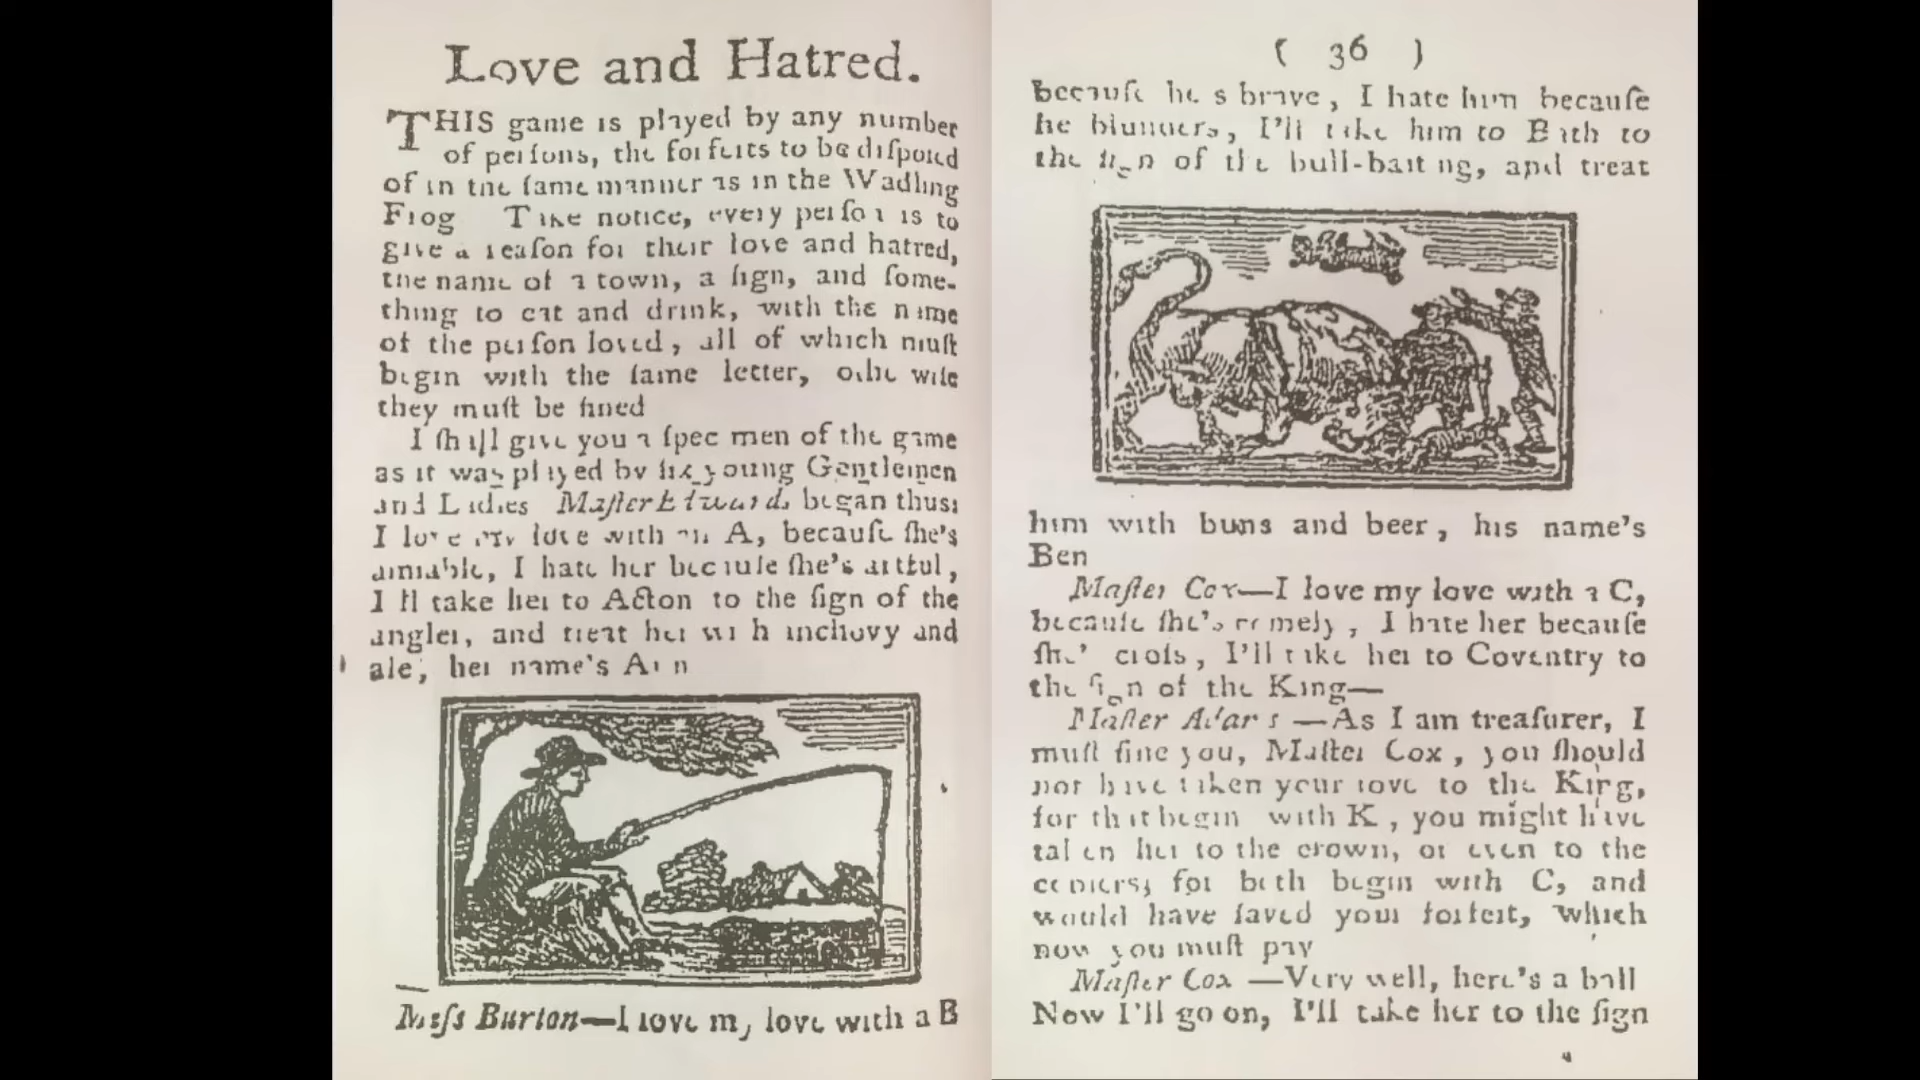 Love and Hatred.
THIS game is played by any number
of perſons, the forfeits to be diſpoſed
of in the ſame manner as in the Wadling
Frog Take notice, every perſon is to
give a reaſon for their love and hatred,
the name of a town, a ſign, and ſome-
thing to eat and drink, with the name
of the perſon loved, all of which muſt
begin with the ſame letter, otherwiſe
they muſt be fined
I ſhall give you a ſpecimen of the game
as it was played by ſix young Gentlemen
and Ladies Maſter Edwards began thus:
I love my love with an A, becauſe ſhe's
amiable, I hate her becauſe ſhe's artful,
I'll take her to Acton to the ſign of the
angler, and treat her with anchovy and
ale, her name's Ann
Miſs Burton—I love my love with a B
( 36 )
becauſe he's brave, I hate him becauſe
he blunders, I'll take him to Bath to
the ſign of the bull-baiting, and treat
him with buns and beer, his name's
Ben
Maſter Cox—I love my love with a C,
becauſe ſhe's comely, I hate her becauſe
ſhe's croſs, I'll take her to Coventry to
the ſign of the King—
Maſter Adams—As I am treaſurer, I
muſt fine you, Maſter Cox, you ſhould
not have taken your love to the King,
for that begins with K, you might have
taken her to the crown, or even to the
for both begin with C, and
would have ſaved your forfeit, which
now you muſt pay
Maſter Cox—Very well, here's a ball
Now I'll go on, I'll take her to the ſign